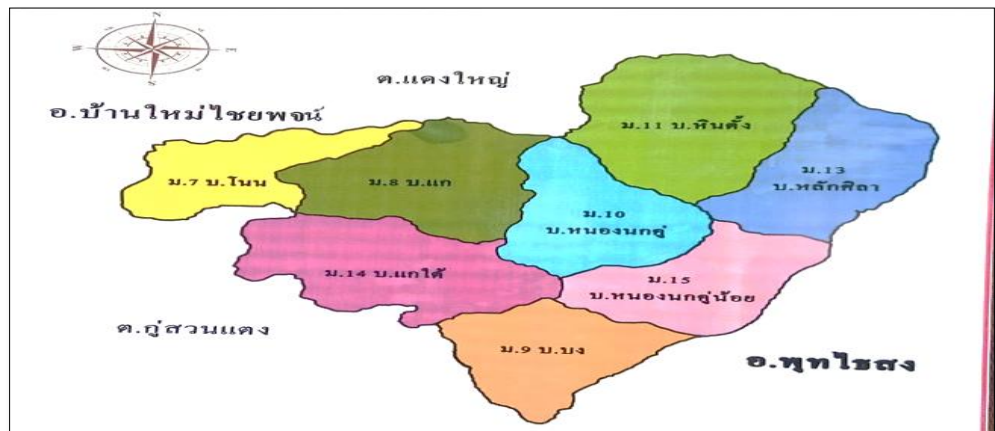 N
W
E
S
ต.แดงใหญ่
อ.บ้านใหม่ไชยพจน์
ม.11 บ.หินตั้ง
ม.7 บ.โนน
ม.8 บ.แก
ม.13
บ.หลักศิลา
ม.10
บ.หนองนกคู่
ม.14 บ.แกใต้
ม.15
บ.หนองนกคู่น้อย
ต.กู่สวนแตง
ม.9 บ.บง
อ.พุทไชสง